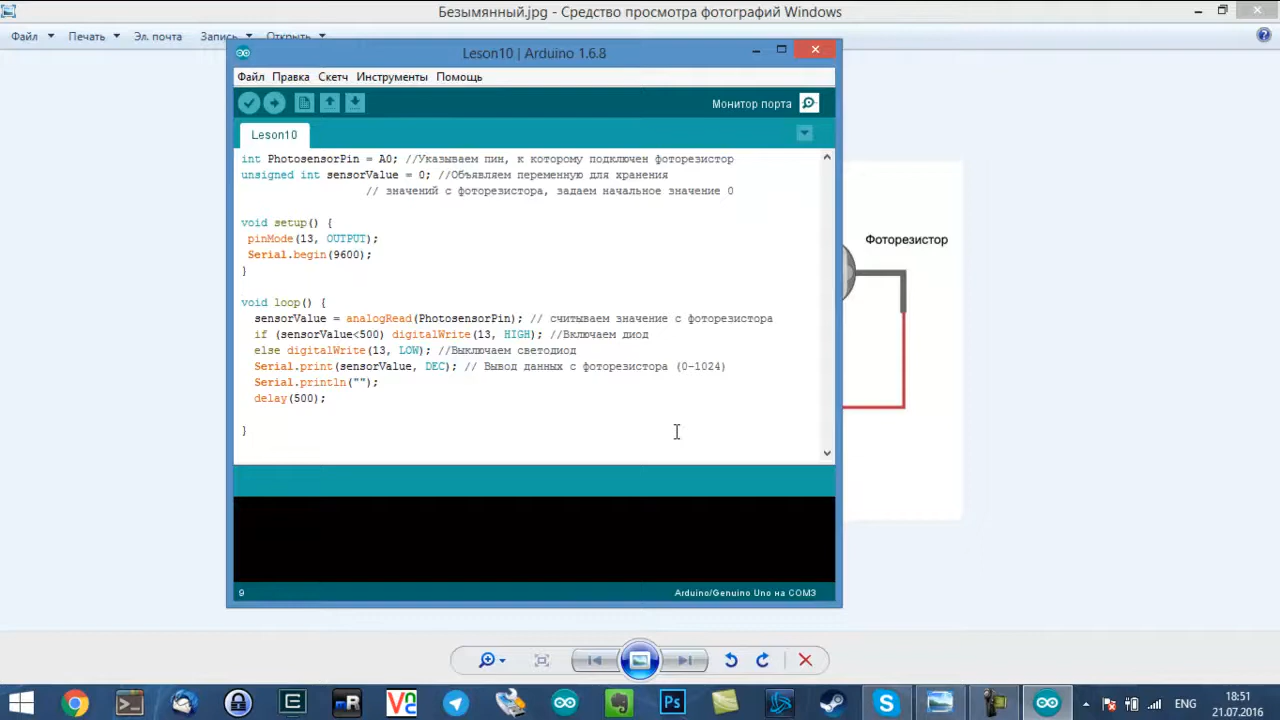 Безымянный.jpg - Средство просмотра фотографий Windows
Файл Печать Эл. почта Запись Открыть
Leson10 | Arduino 1.6.8
Файл Правка Скетч Инструменты Помощь
Монитор порта
Leson10
int PhotosensorPin = A0; //Указываем пин, к которому подключен фоторезистор
unsigned int sensorValue = 0; //Объявляем переменную для хранения
// значений с фоторезистора, задаем начальное значение 0
void setup() {
pinMode(13, OUTPUT);
Serial.begin(9600);
}
void loop() {
sensorValue = analogRead(PhotosensorPin); // считываем значение с фоторезистора
if (sensorValue<500) digitalWrite(13, HIGH); //Включаем диод
else digitalWrite(13, LOW); //Выключаем светодиод
Serial.print(sensorValue, DEC); // Вывод данных с фоторезистора (0-1024)
Serial.println("");
delay(500);
}
Фоторезистор
9
Arduino/Genuino Uno на COM3
ENG
18:51
21.07.2016